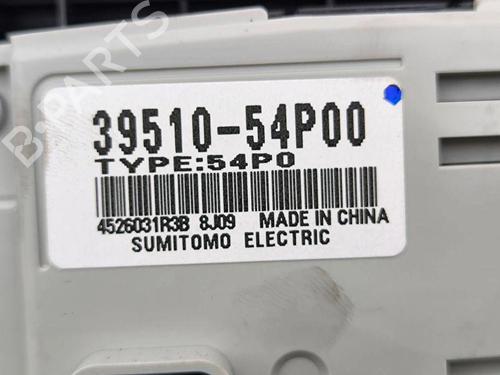 B-PARTS
39510-54P00
TYPE:54P0
4526031R3B 8J09 MADE IN CHINA
SUMITOMO ELECTRIC